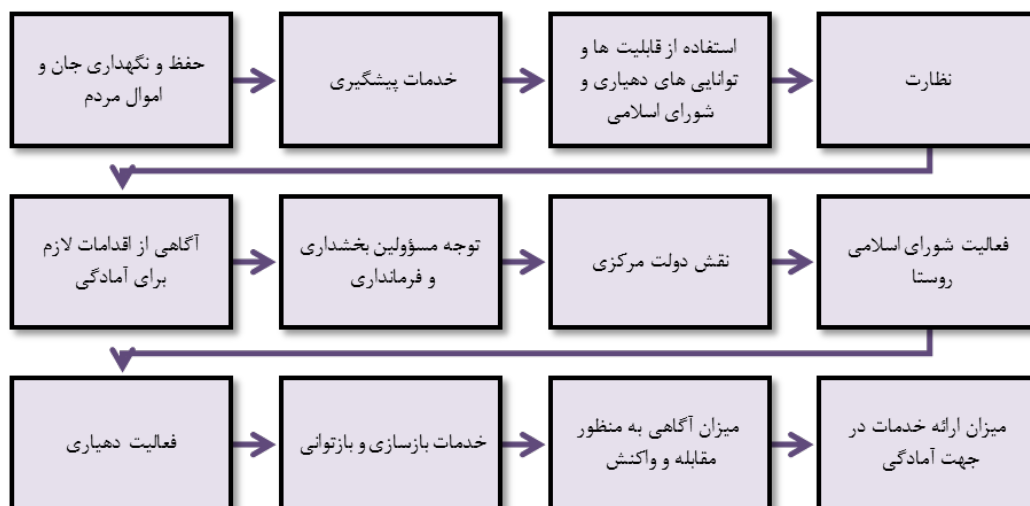 حفظ و نگهداری جان و
اموال مردم
خدمات پیشگیری
استفاده از قابلیت ها و
توانایی های دهیاری و
شورای اسلامی
نظارت
آگاهی از اقدامات لازم
برای آمادگی
توجه مسؤولین بخشداری
و فرمانداری
نقش دولت مرکزی
فعالیت شورای اسلامی
روستا
فعالیت دهیاری
خدمات بازسازی و بازتوانی
میزان آگاهی به منظور
مقابله و واکنش
میزان ارائه خدمات در
جهت آمادگی